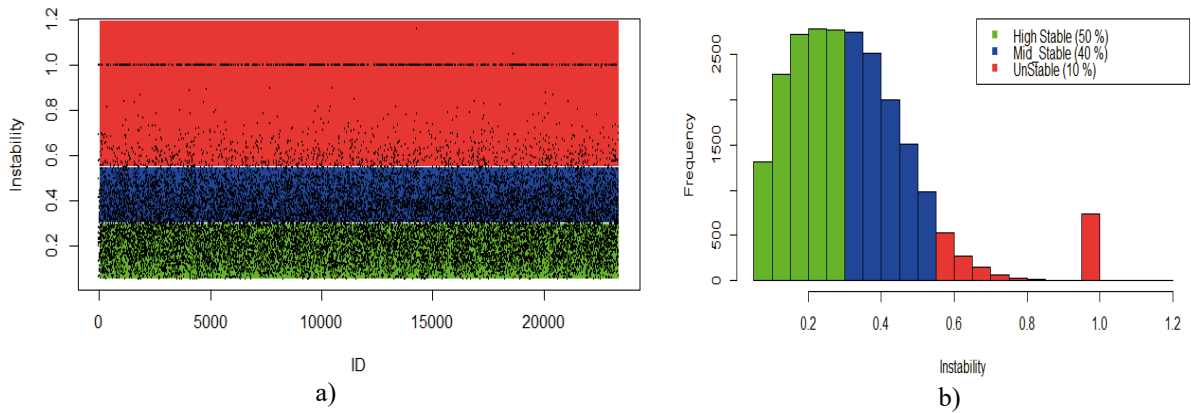 Instability
0.2 0.4 0.6 0.8 1.0 1.2
0 5000 10000 15000 20000
ID
a)
Frequency
0 500 1500 2500
High Stable (50 %)
Mid_Stable (40 %)
UnStable (10 %)
0.2 0.4 0.6 0.8 1.0 1.2
Instability
b)